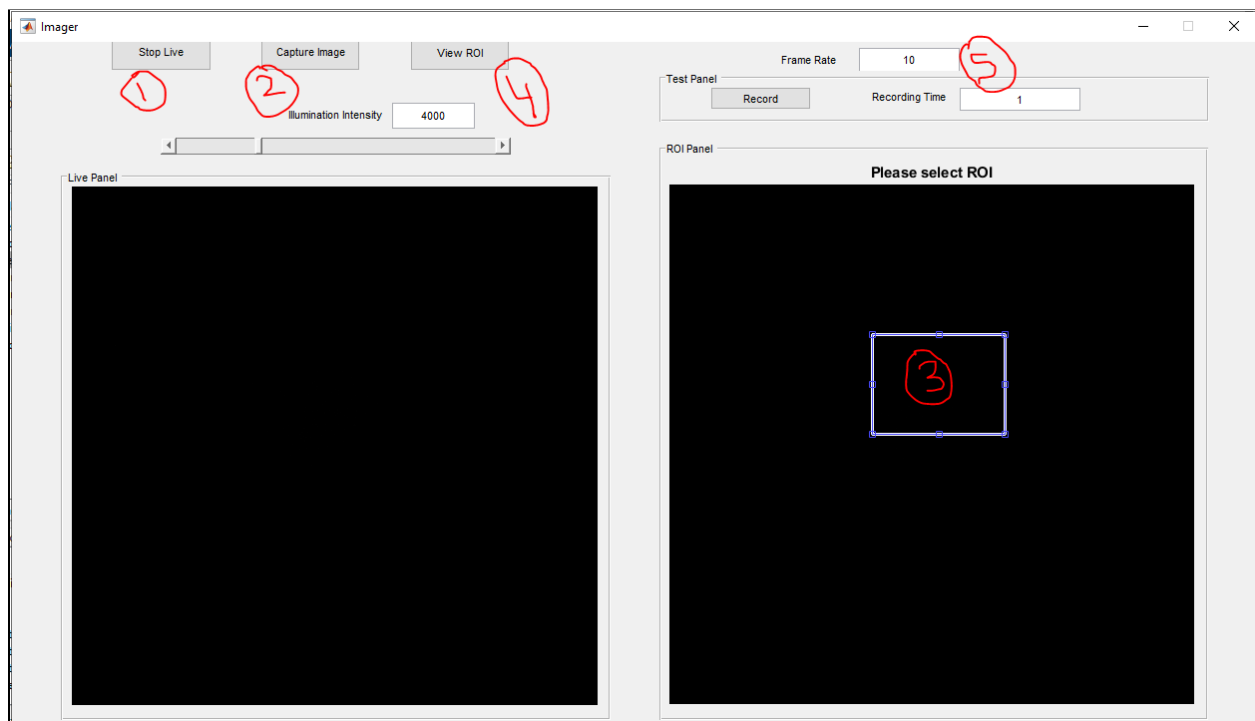 Imager
Stop Live
Capture Image
View ROI
Frame Rate
10
1
2
4
5
Test Panel
Record
Recording Time
1
Illumination Intensity
4000
ROI Panel
Live Panel
Please select ROI
3